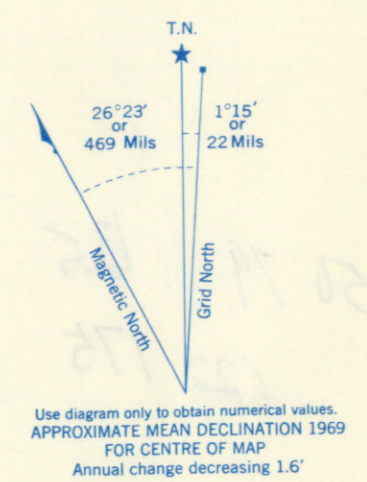 T.N.
26°23′
or
469 Mils
1°15′
or
22 Mils
Magnetic North
Grid North
Use diagram only to obtain numerical values.
APPROXIMATE MEAN DECLINATION 1969
FOR CENTRE OF MAP
Annual change decreasing 1.6′